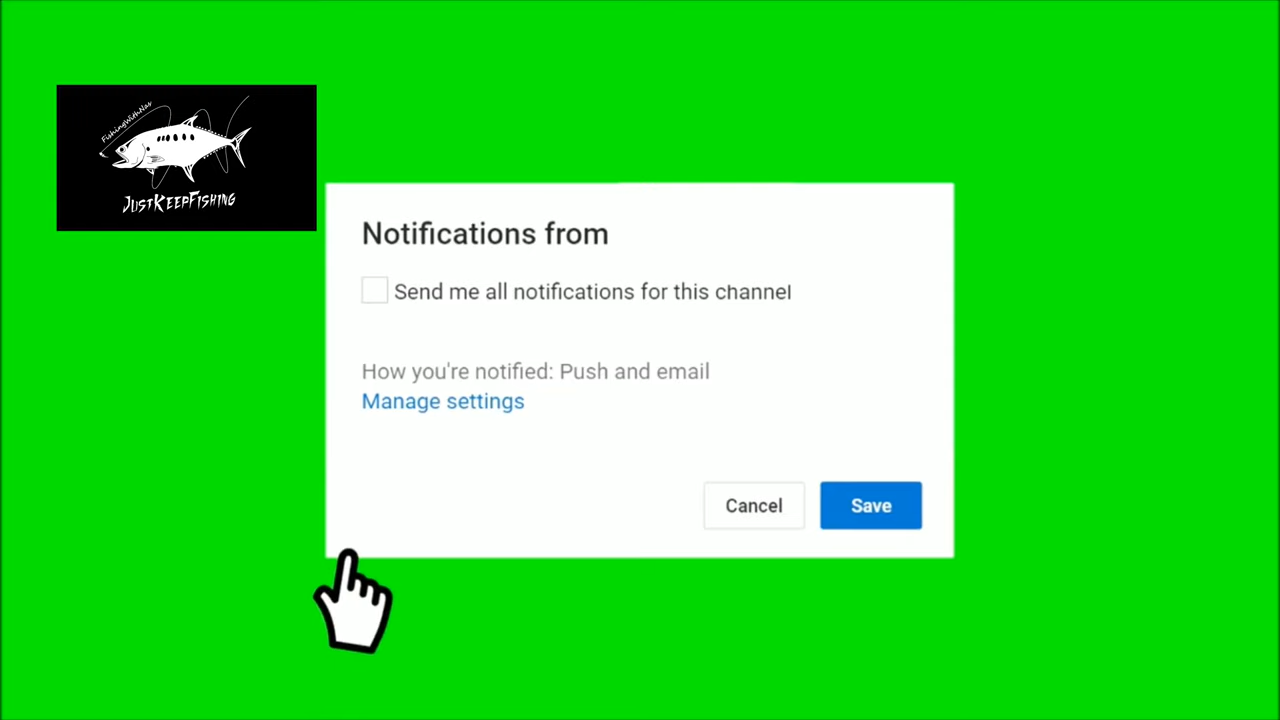 FishingWithNav
JustKeepFishing
Notifications from
Send me all notifications for this channel
How you're notified: Push and email
Manage settings
Cancel
Save